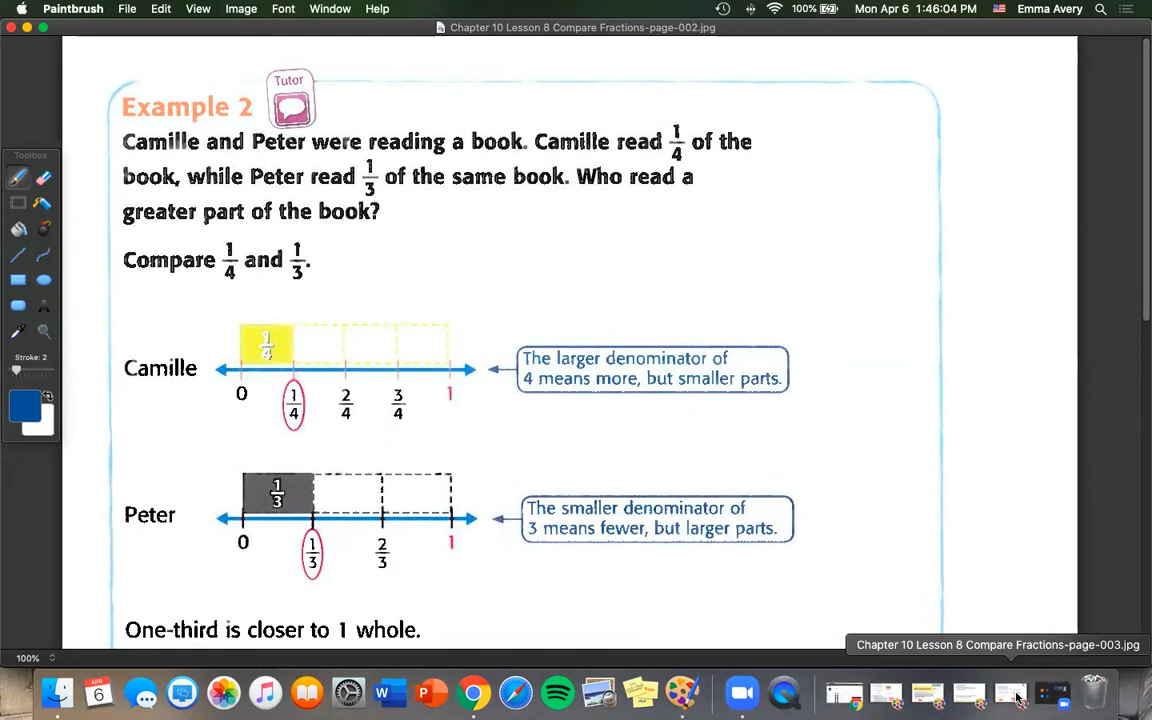 Paintbrush File Edit View Image Font Window Help 100% Mon Apr 6 1:46:04 PM Emma Avery
Chapter 10 Lesson 8 Compare Fractions-page-002.jpg
Tutor
Example 2
Camille and Peter were reading a book. Camille read 1/4 of the
book, while Peter read 1/3 of the same book. Who read a
greater part of the book?
Compare 1/4 and 1/3.
Toolbox
Stroke: 2
1/4
Camille
0 1/4 2/4 3/4 1
The larger denominator of
4 means more, but smaller parts.
1/3
Peter
0 1/3 2/3 1
The smaller denominator of
3 means fewer, but larger parts.
One-third is closer to 1 whole.
Chapter 10 Lesson 8 Compare Fractions-page-003.jpg
100%
APR
6
W
P